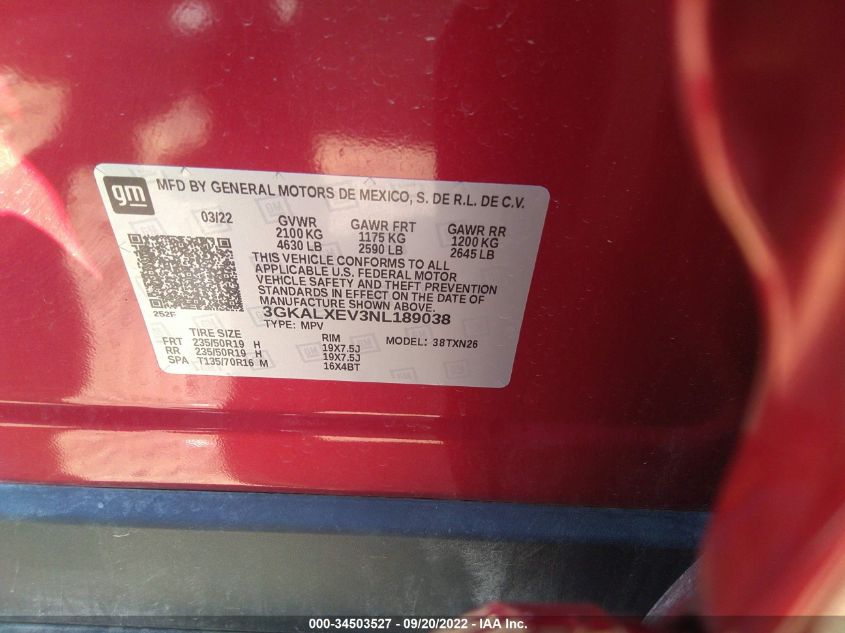 gm MFD BY GENERAL MOTORS DE MEXICO, S. DE R.L. DE C.V.
03/22 GVWR GAWR FRT GAWR RR
2100 KG 1175 KG 1200 KG
4630 LB 2590 LB 2645 LB
THIS VEHICLE CONFORMS TO ALL
APPLICABLE U.S. FEDERAL MOTOR
VEHICLE SAFETY AND THEFT PREVENTION
STANDARDS IN EFFECT ON THE DATE OF
MANUFACTURE SHOWN ABOVE.
252F 3GKALXEV3NL189038
TYPE: MPV
TIRE SIZE RIM MODEL: 38TXN26
FRT 235/50R19 H 19X7.5J
RR 235/50R19 H 19X7.5J
SPA T135/70R16 M 16X4BT
000-34503527 - 09/20/2022 - IAA Inc.